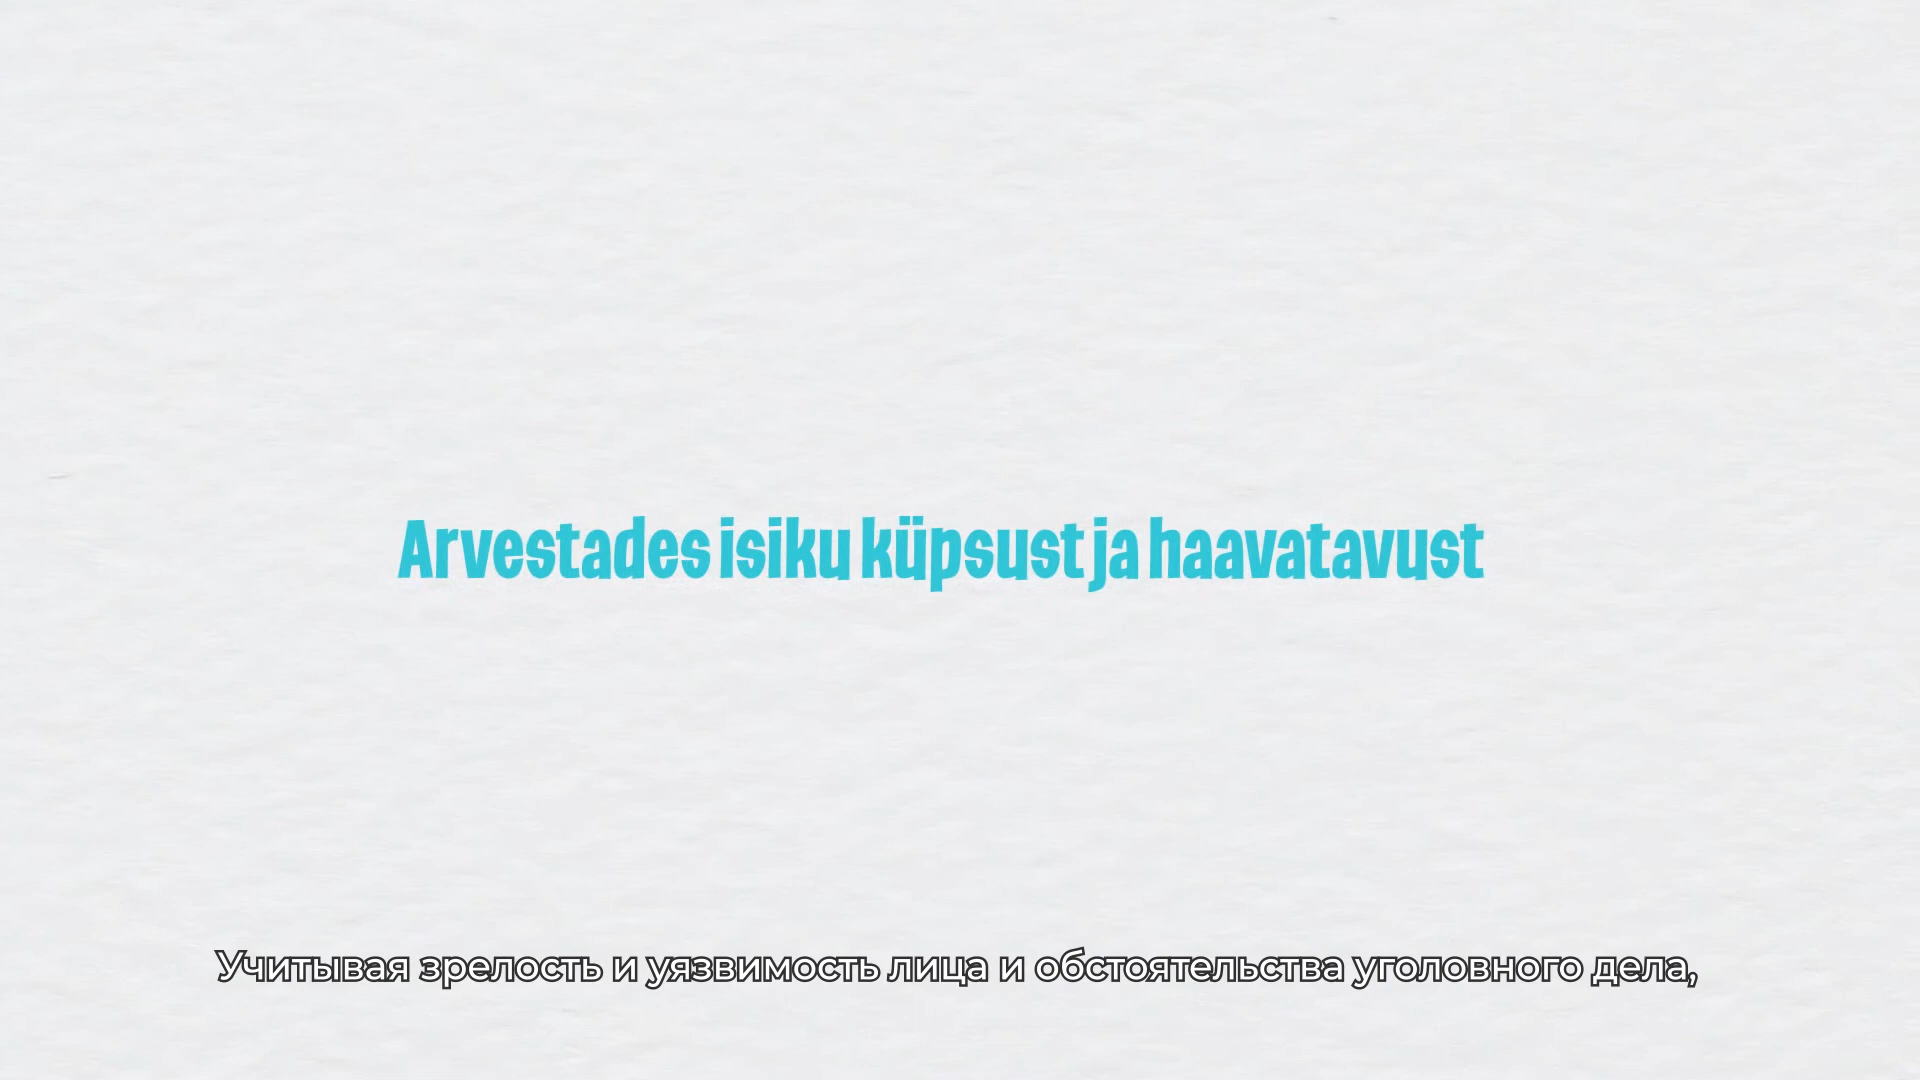 Arvestades isiku küpsust ja haavatavust
Учитывая зрелость и уязвимость лица и обстоятельства уголовного дела,